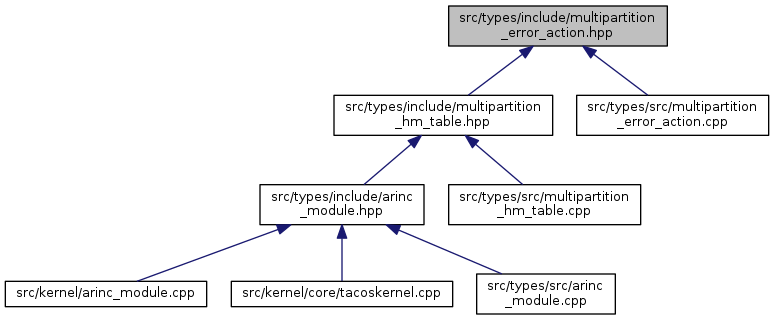 src/types/include/multipartition
_error_action.hpp
src/types/include/multipartition
_hm_table.hpp
src/types/src/multipartition
_error_action.cpp
src/types/include/arinc
_module.hpp
src/types/src/multipartition
_hm_table.cpp
src/kernel/arinc_module.cpp
src/kernel/core/tacoskernel.cpp
src/types/src/arinc
_module.cpp